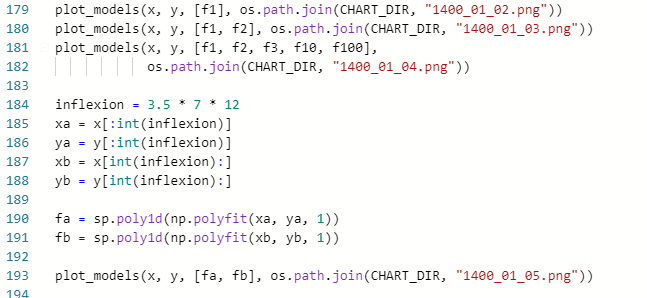 179 plot_models(x, y, [f1], os.path.join(CHART_DIR, "1400_01_02.png"))
180 plot_models(x, y, [f1, f2], os.path.join(CHART_DIR, "1400_01_03.png"))
181 plot_models(x, y, [f1, f2, f3, f10, f100],
182             os.path.join(CHART_DIR, "1400_01_04.png"))
183
184 inflexion = 3.5 * 7 * 12
185 xa = x[:int(inflexion)]
186 ya = y[:int(inflexion)]
187 xb = x[int(inflexion):]
188 yb = y[int(inflexion):]
189
190 fa = sp.poly1d(np.polyfit(xa, ya, 1))
191 fb = sp.poly1d(np.polyfit(xb, yb, 1))
192
193 plot_models(x, y, [fa, fb], os.path.join(CHART_DIR, "1400_01_05.png"))
194